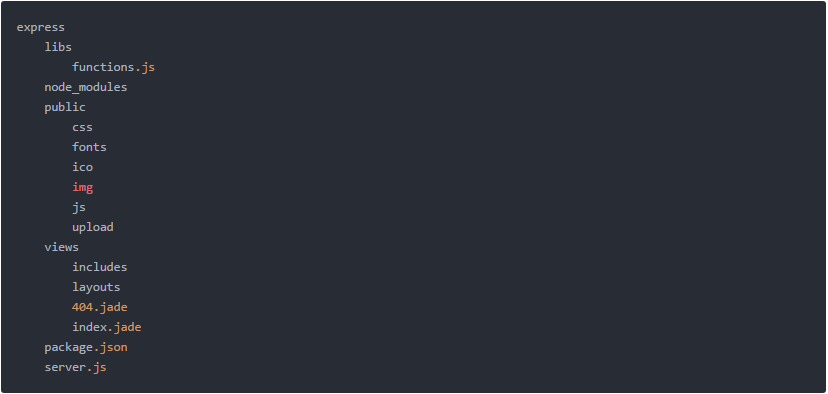 express
libs
functions.js
node_modules
public
css
fonts
ico
img
js
upload
views
includes
layouts
404.jade
index.jade
package.json
server.js